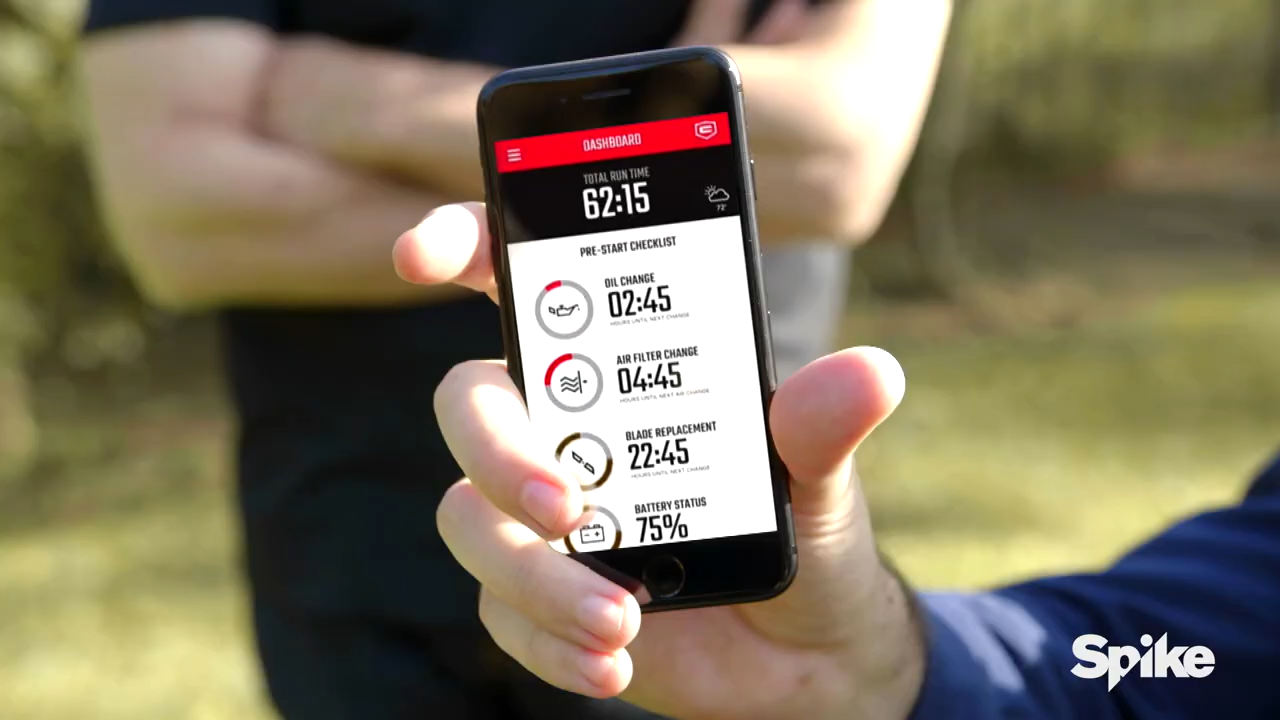 DASHBOARD
TOTAL RUN TIME
62:15
72°
PRE-START CHECKLIST
OIL CHANGE
02:45
HOURS UNTIL NEXT CHANGE
AIR FILTER CHANGE
04:45
HOURS UNTIL NEXT AIR CHANGE
BLADE REPLACEMENT
22:45
HOURS UNTIL NEXT CHANGE
BATTERY STATUS
75%
Spike